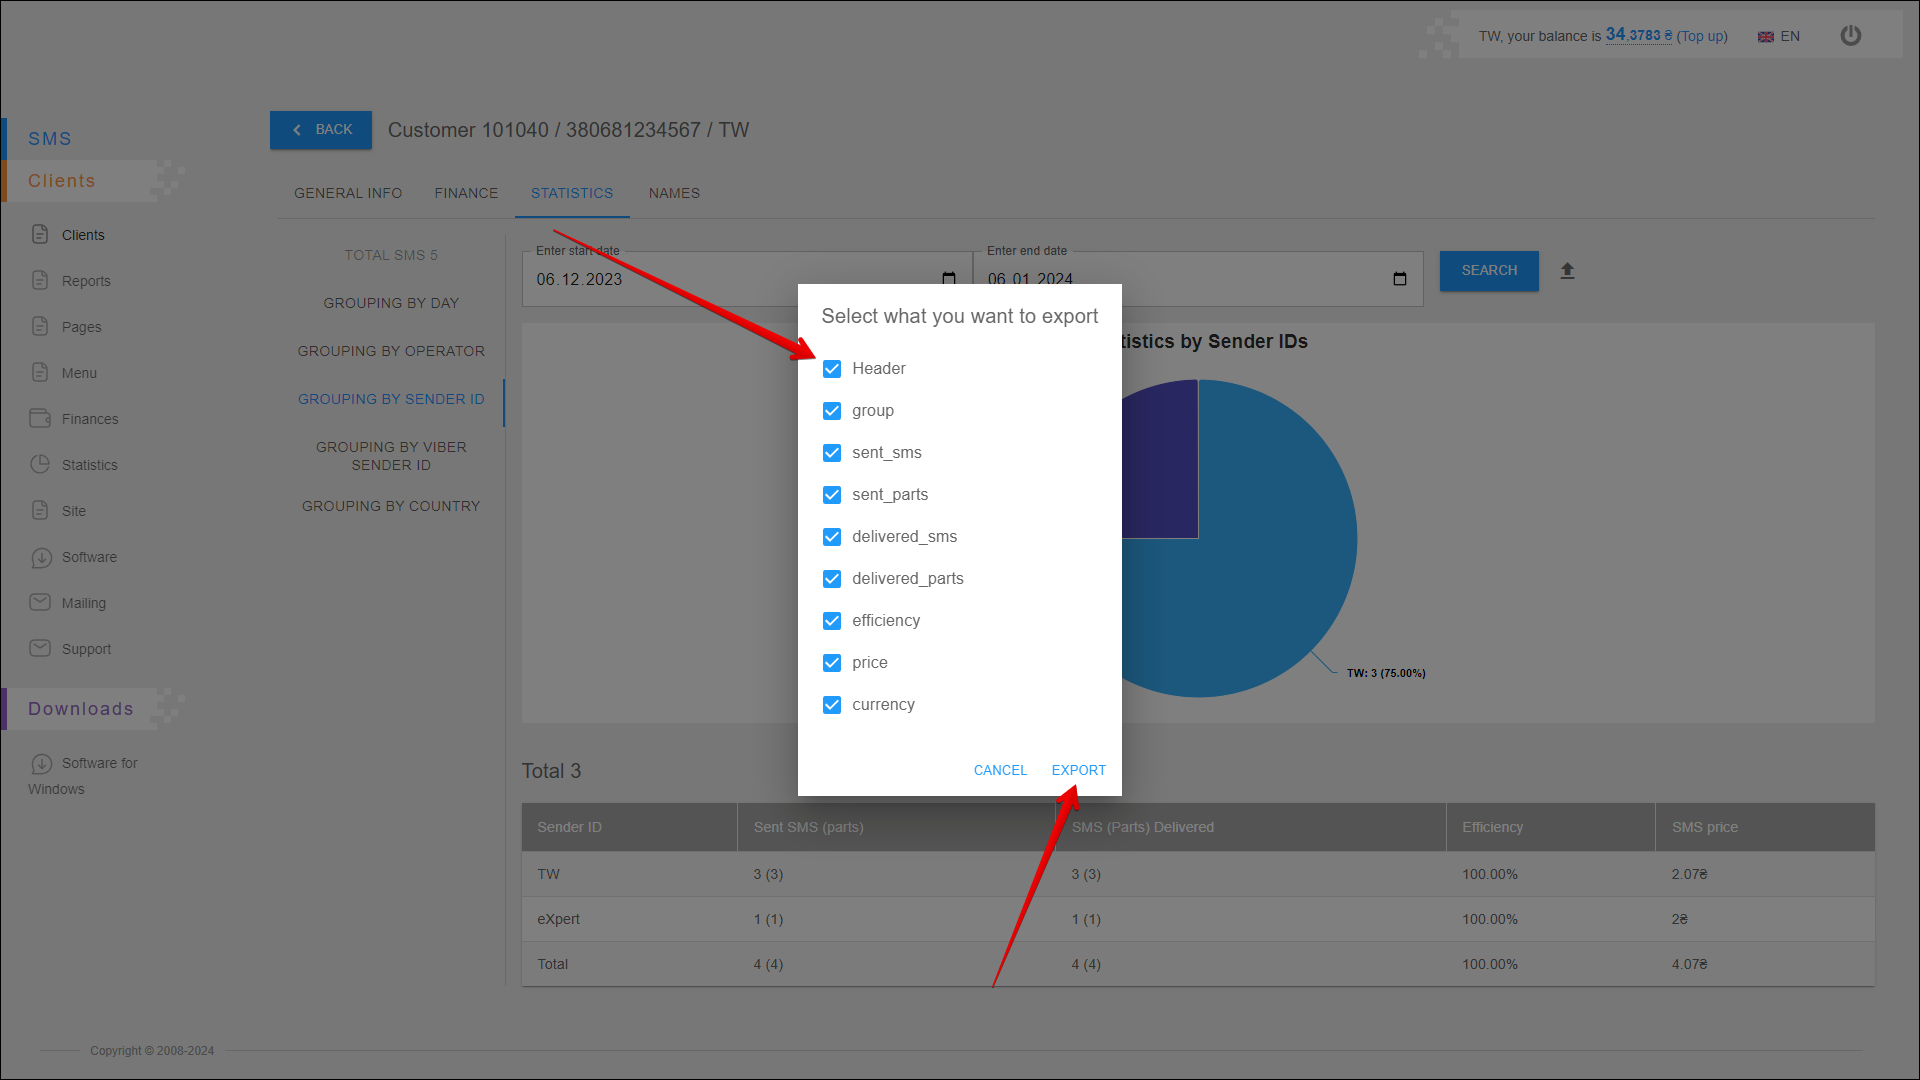 TW, your balance is 34,3783 ₴ (Top up)
EN
SMS
Clients
Clients
Reports
Pages
Menu
Finances
Statistics
Site
Software
Mailing
Support
Downloads
Software for
Windows
BACK
Customer 101040 / 380681234567 / TW
GENERAL INFO FINANCE STATISTICS NAMES
TOTAL SMS 5
GROUPING BY DAY
GROUPING BY OPERATOR
GROUPING BY SENDER ID
GROUPING BY VIBER
SENDER ID
GROUPING BY COUNTRY
Enter start date
06.12.2023
Enter end date
06.01.2024
SEARCH
tistics by Sender IDs
TW: 3 (75.00%)
Select what you want to export
Header
group
sent_sms
sent_parts
delivered_sms
delivered_parts
efficiency
price
currency
CANCEL EXPORT
Total 3
Sender ID Sent SMS (parts) SMS (Parts) Delivered Efficiency SMS price
TW 3 (3) 3 (3) 100.00% 2.07₴
eXpert 1 (1) 1 (1) 100.00% 2₴
Total 4 (4) 4 (4) 100.00% 4.07₴
Copyright © 2008-2024